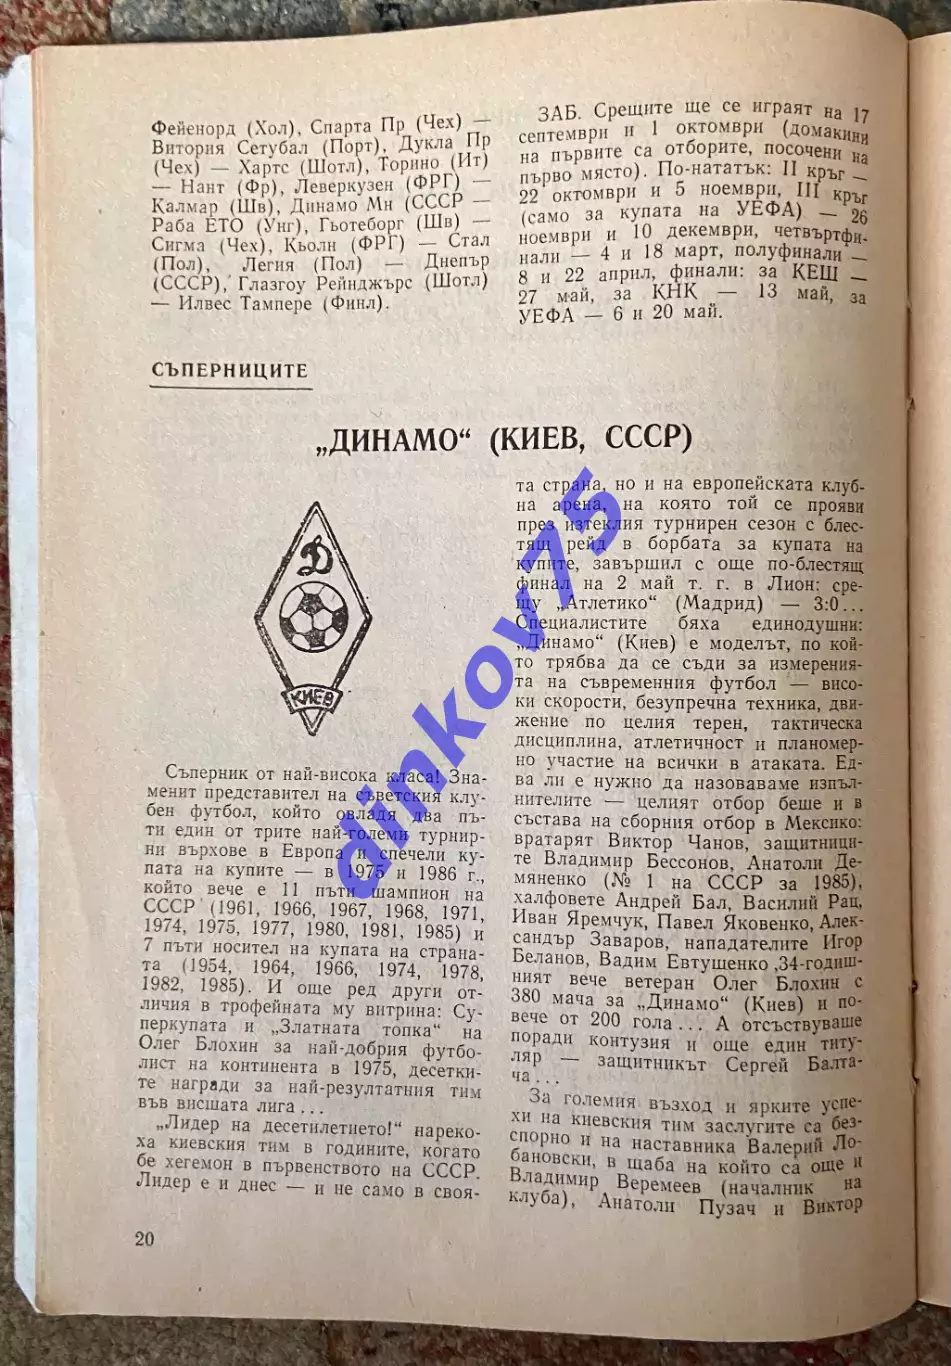 Фейенорд (Хол), Спарта Пр (Чех) —
Витория Сетубал (Порт), Дукла Пр
(Чех) — Хартс (Шотл), Торино (Ит)
— Нант (Фр), Леверкузен (ФРГ) —
Калмар (Шв), Динамо Мн (СССР —
Раба ЕТО (Унг), Гьотеборг (Шв) —
Сигма (Чех), Кьолн (ФРГ) — Стал
(Пол), Легия (Пол) — Днепър
(СССР), Глазгоу Рейнджърс (Шотл)
— Илвес Тампере (Финл).
ЗАБ. Срещите ще се играят на 17
септември и 1 октомври (домакини
на първите са отборите, посочени на
първо място). По-нататък: II кръг —
22 октомври и 5 ноември, III кръг
(само за купата на УЕФА) — 26
ноември и 10 декември, четвъртфи-
нали — 4 и 18 март, полуфинали —
8 и 22 април, финали: за КЕШ —
27 май, за КНК — 13 май, за
УЕФА — 6 и 20 май.
СЪПЕРНИЦИТЕ
„ДИНАМО“ (КИЕВ, СССР)
Д
КИЕВ
Съперник от най-висока класа! Зна-
менит представител на съветския клу-
бен футбол, който овладя два пъ-
ти един от трите най-големи турнир-
ни върхове в Европа и спечели ку-
пата на купите — в 1975 и 1986 г.,
който вече е 11 пъти шампион на
СССР (1961, 1966, 1967, 1968, 1971,
1974, 1975, 1977, 1980, 1981, 1985) и
7 пъти носител на купата на страна-
та (1954, 1964, 1966, 1974, 1978,
1982, 1985). И още ред други от-
личия в трофейната му витрина: Су-
перкупата и „Златната топка“ на
Олег Блохин за най-добрия футбо-
лист на континента в 1975, десетки-
те награди за най-резултатния тим
във висшата лига ...
„Лидер на десетилетието!“ нареко-
ха киевския тим в годините, когато
бе хегемон в първенството на СССР.
Лидер е и днес — и не само в своя-
та страна, но и на европейската клуб-
на арена, на която той се прояви
през изтеклия турнирен сезон с блес-
тящ рейд в борбата за купата на
купите, завършил с още по-блестящ
финал на 2 май т. г. в Лион: сре-
щу „Атлетико“ (Мадрид) — 3:0...
Специалистите бяха единодушни:
„Динамо“ (Киев) е моделът, по кой-
то трябва да се съди за измерения-
та на съвременния футбол — висо-
ки скорости, безупречна техника, дви-
жение по целия терен, тактическа
дисциплина, атлетичност и планомер-
но участие на всички в атаката. Ед-
ва ли е нужно да назоваваме изпъл-
нителите — целият отбор беше и в
състава на сборния отбор в Мексико:
вратарят Виктор Чанов, защитници-
те Владимир Бессонов, Анатоли Де-
мяненко (№ 1 на СССР за 1985),
халфовете Андрей Бал, Василий Рац,
Иван Яремчук, Павел Яковенко, Алек-
сандър Заваров, нападателите Игор
Беланов, Вадим Евтушенко ,34-годиш-
ният вече ветеран Олег Блохин с
380 мача за „Динамо“ (Киев) и по-
вече от 200 гола... А отсъствуваше
поради контузия и още един титу-
ляр — защитникът Сергей Балта-
ча...
За големия възход и ярките успе-
хи на киевския тим заслугите са без-
спорно и на наставника Валерий Ло-
бановски, в щаба на който са още и
Владимир Веремеев (началник на
клуба), Анатоли Пузач и Виктор
20
dinkov75